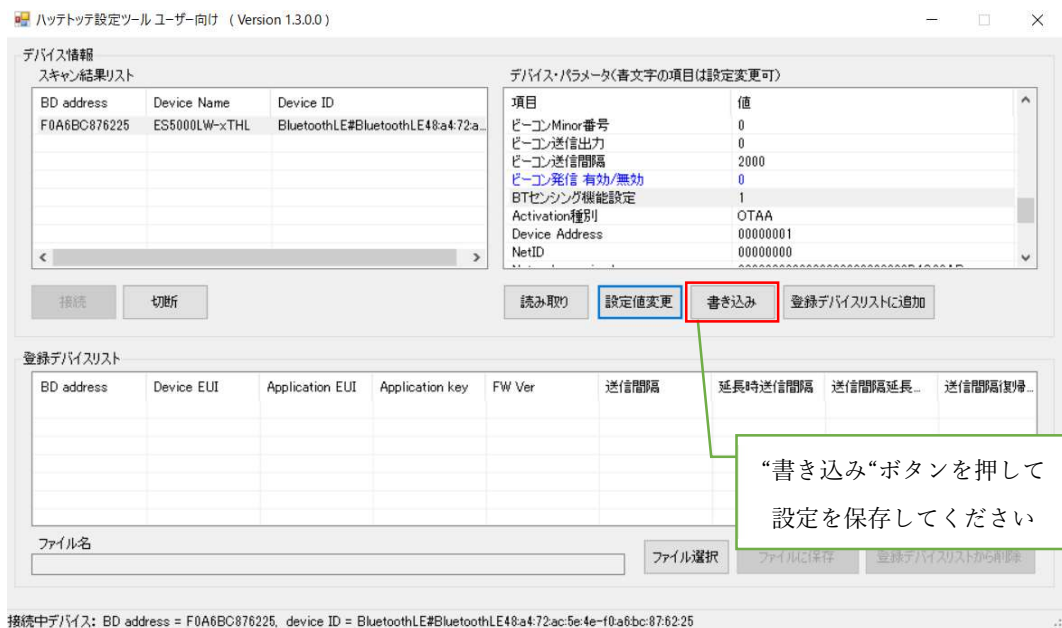 ハッテトッテ設定ツール ユーザー向け （Version 1.3.0.0 ）
デバイス情報
スキャン結果リスト
BD address Device Name Device ID
F0A6BC876225 ES5000LW-xTHL BluetoothLE#BluetoothLE48:a4:72:a...
デバイス・パラメータ(青文字の項目は設定変更可)
項目 値
ビーコンMinor番号 0
ビーコン送信出力 0
ビーコン送信間隔 2000
ビーコン発信 有効/無効 0
BTセンシング機能設定 1
Activation種別 OTAA
Device Address 00000001
NetID 00000000
接続 切断 読み取り 設定値変更 書き込み 登録デバイスリストに追加
登録デバイスリスト
BD address Device EUI Application EUI Application key FW Ver 送信間隔 延長時送信間隔 送信間隔延長... 送信間隔復帰...
“書き込み“ボタンを押して
設定を保存してください
ファイル名
ファイル選択 ファイルに保存 登録デバイスリストから削除
接続中デバイス: BD address = F0A6BC876225, device ID = BluetoothLE#BluetoothLE48:a4:72:ac:5e:4e-f0:a6:bc:87:62:25